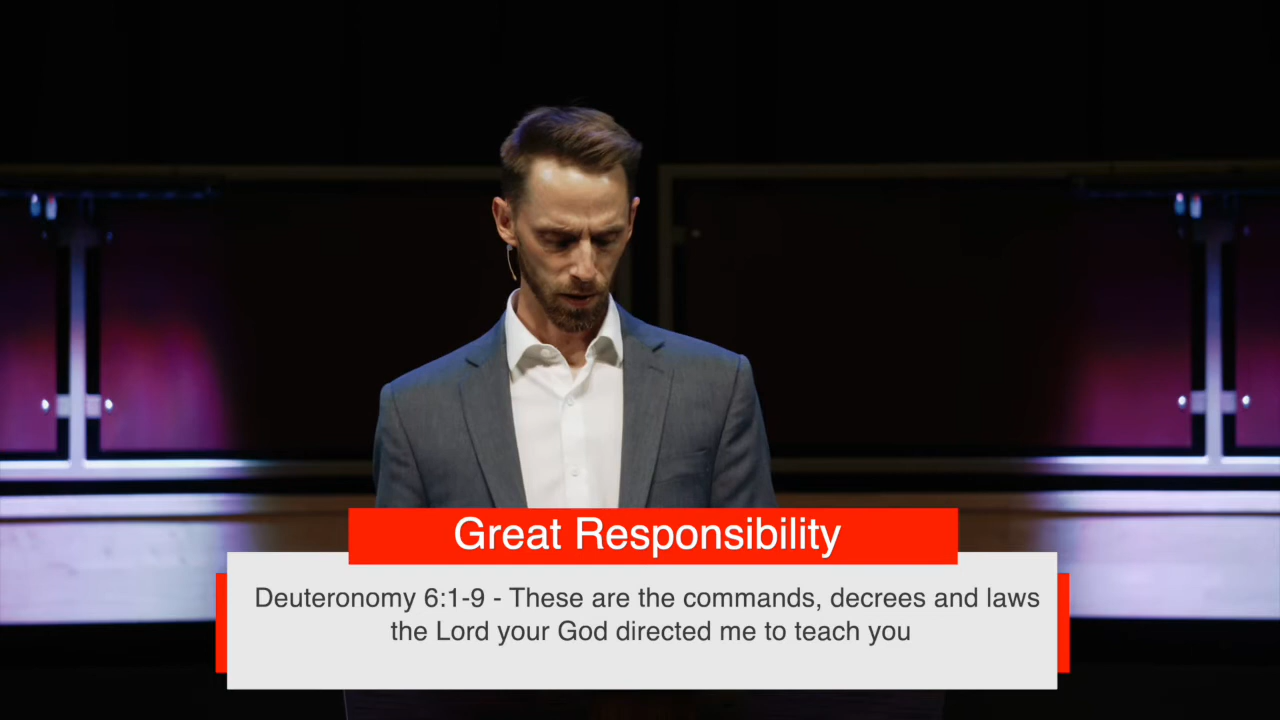 Great Responsibility
Deuteronomy 6:1-9 - These are the commands, decrees and laws
the Lord your God directed me to teach you